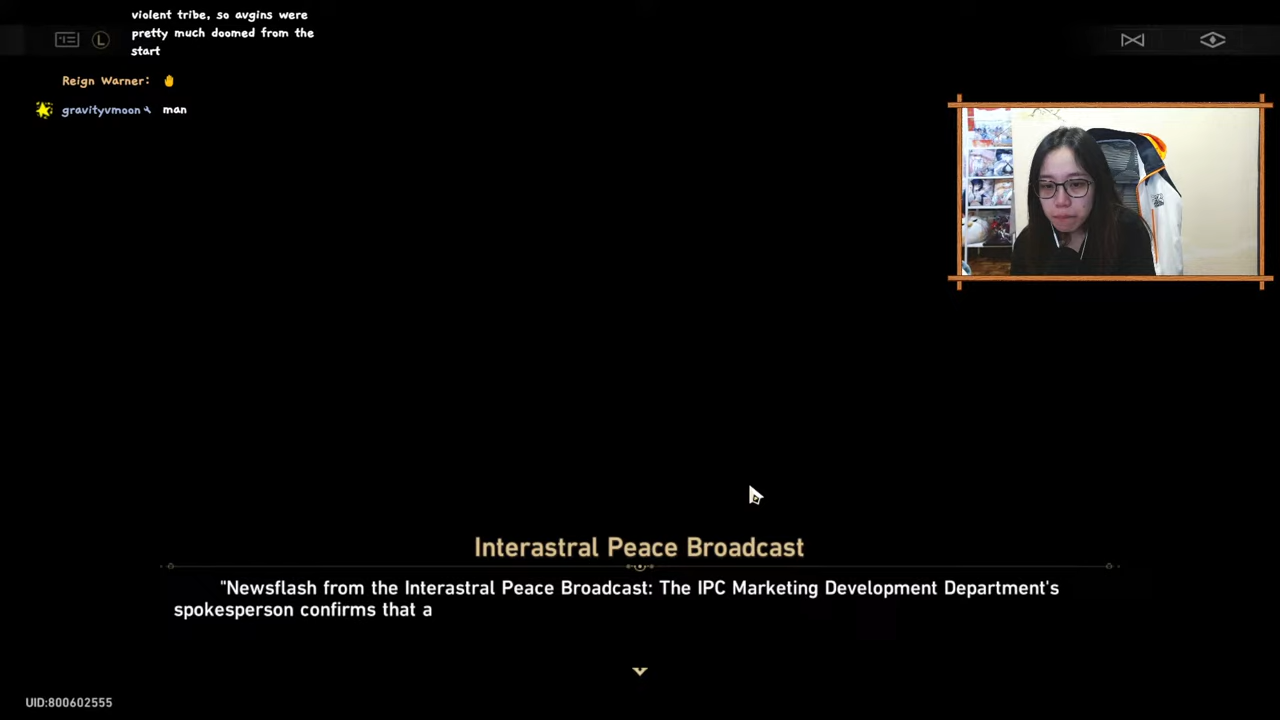 violent tribe, so avgins were
pretty much doomed from the
start
L
Reign Warner:
gravityvmoon man
Interastral Peace Broadcast
"Newsflash from the Interastral Peace Broadcast: The IPC Marketing Development Department's
spokesperson confirms that a
UID:800602555